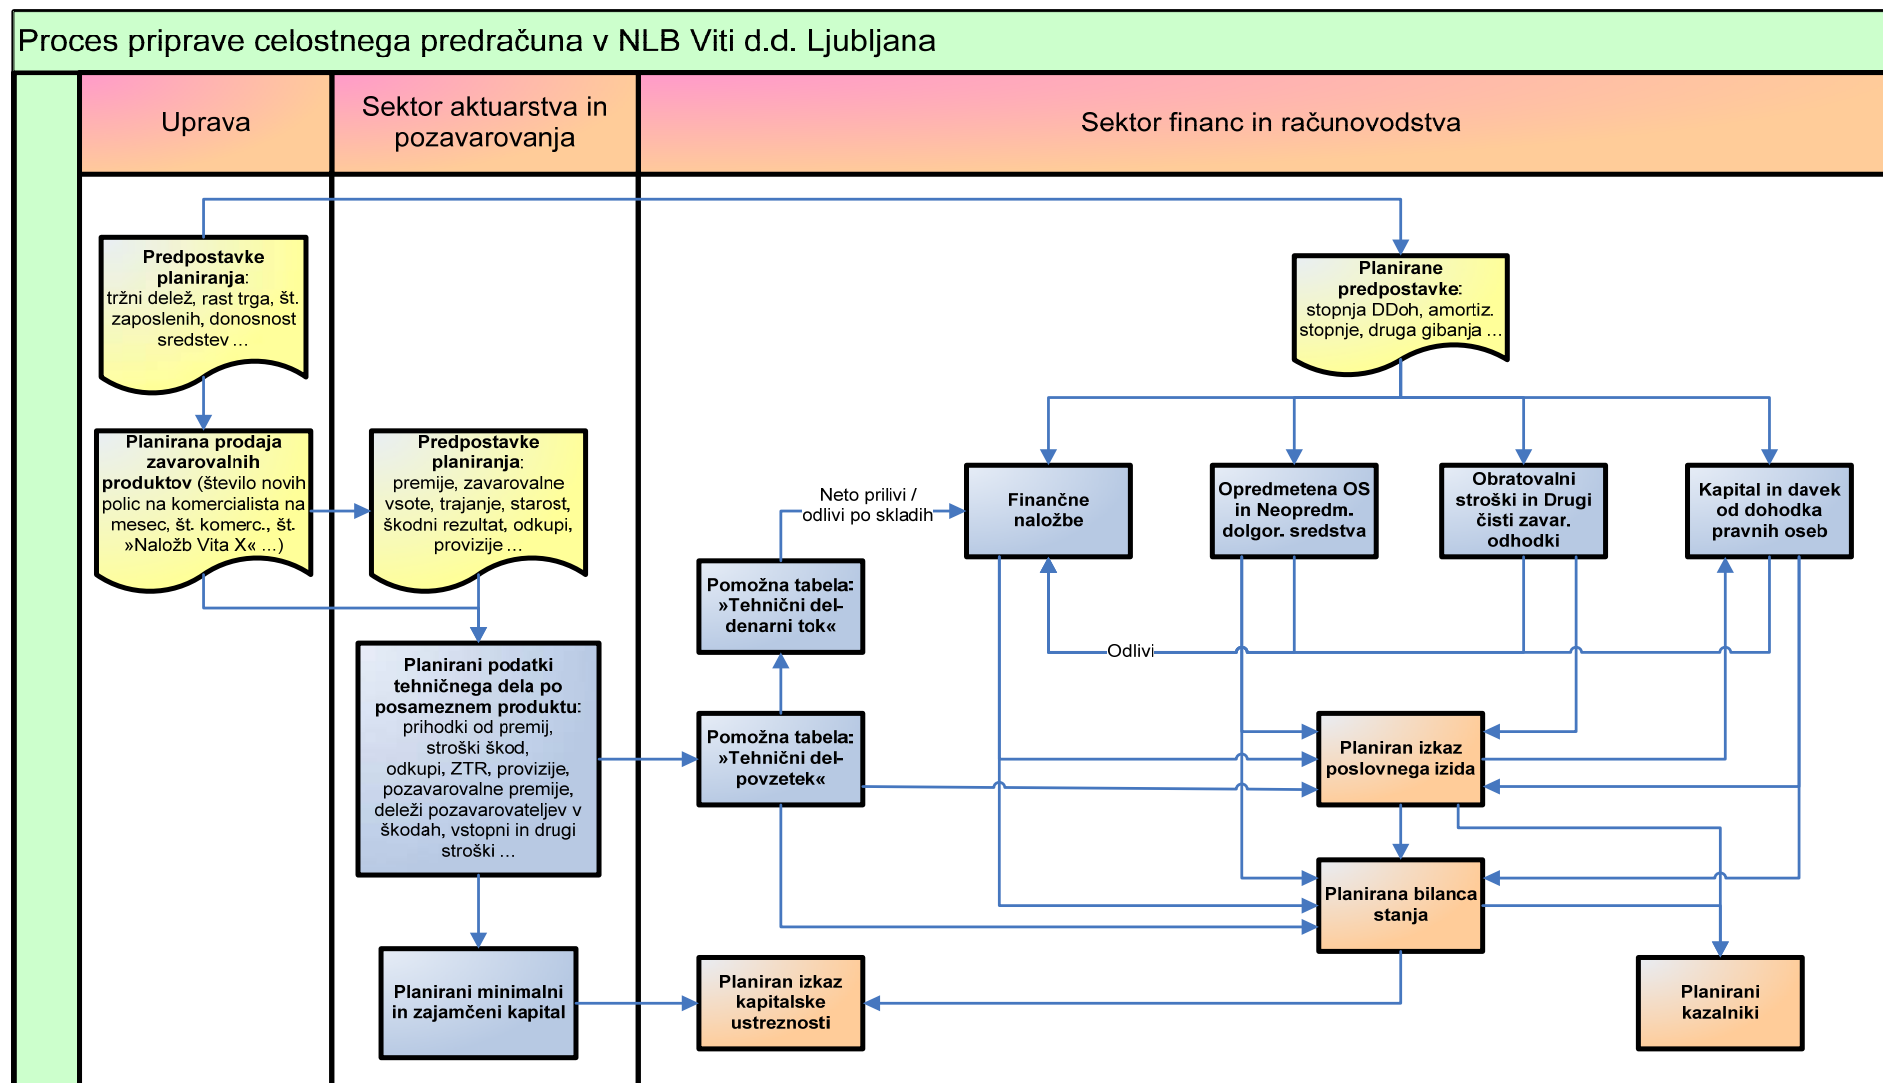 Proces priprave celostnega predračuna v NLB Viti d.d. Ljubljana
Uprava
Sektor aktuarstva in
pozavarovanja
Sektor financ in računovodstva
Predpostavke
planiranja:
tržni delež, rast trga, št.
zaposlenih, donosnost
sredstev ...
Planirane
predpostavke:
stopnja DDoh, amortiz.
stopnje, druga gibanja ...
Planirana prodaja
zavarovalnih
produktov (število novih
polic na komercialista na
mesec, št. komerc., št.
»Naložb Vita X« ...)
Predpostavke
planiranja:
premije, zavarovalne
vsote, trajanje, starost,
škodni rezultat, odkupi,
provizije ...
Neto prilivi /
odlivi po skladih
Finančne
naložbe
Opredmetena OS
in Neopredm.
dolgor. sredstva
Obratovalni
stroški in Drugi
čisti zavar.
odhodki
Kapital in davek
od dohodka
pravnih oseb
Pomožna tabela:
»Tehnični del-
denarni tok«
Odlivi
Planirani podatki
tehničnega dela po
posameznem produktu:
prihodki od premij,
stroški škod,
odkupi, ZTR, provizije,
pozavarovalne premije,
deleži pozavarovateljev v
škodah, vstopni in drugi
stroški ...
Pomožna tabela:
»Tehnični del-
povzetek«
Planiran izkaz
poslovnega izida
Planirana bilanca
stanja
Planirani minimalni
in zajamčeni kapital
Planiran izkaz
kapitalske
ustreznosti
Planirani
kazalniki